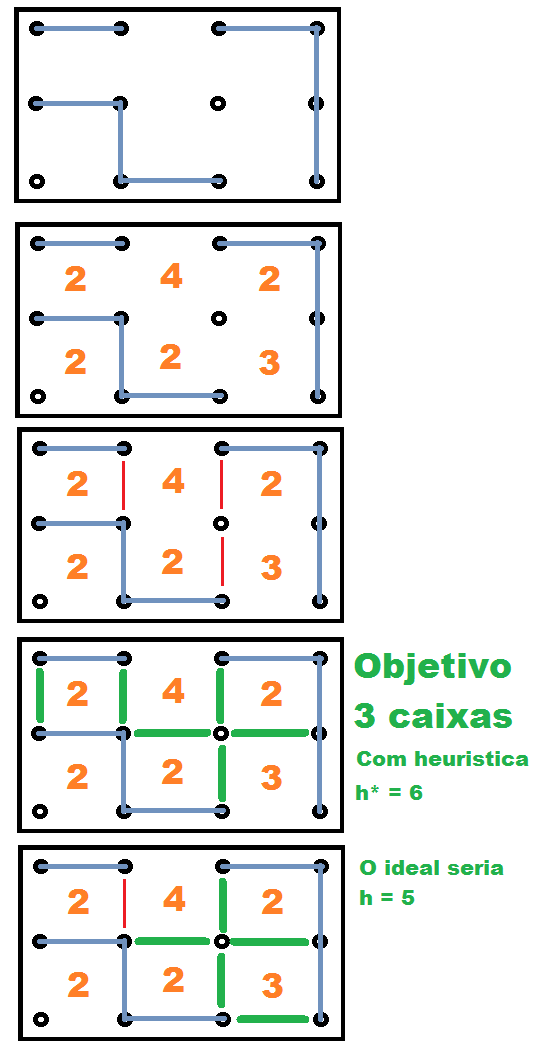 2 4 2
2 2 3
2 4 2
2 2 3
Objetivo
3 caixas
Com heuristica
h* = 6
2 4 2
2 2 3
O ideal seria
h = 5
2 4 2
2 2 3